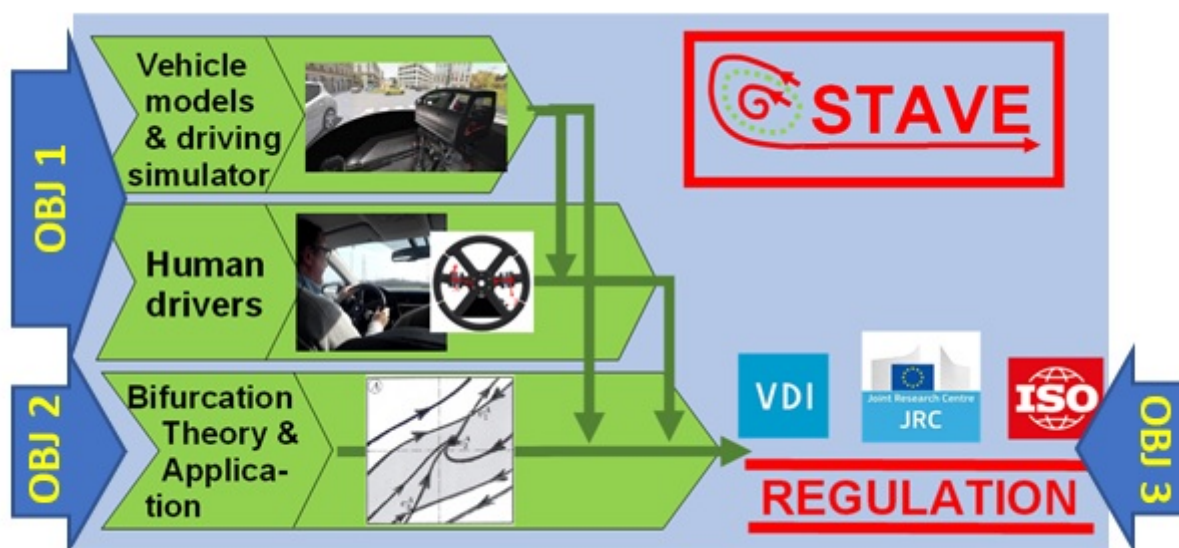 OBJ 1
Vehicle
models
& driving
simulator
STAVE
Human
drivers
OBJ 2
Bifurcation
Theory &
Applica-
tion
VDI
Joint Research Centre
JRC
ISO
OBJ 3
REGULATION